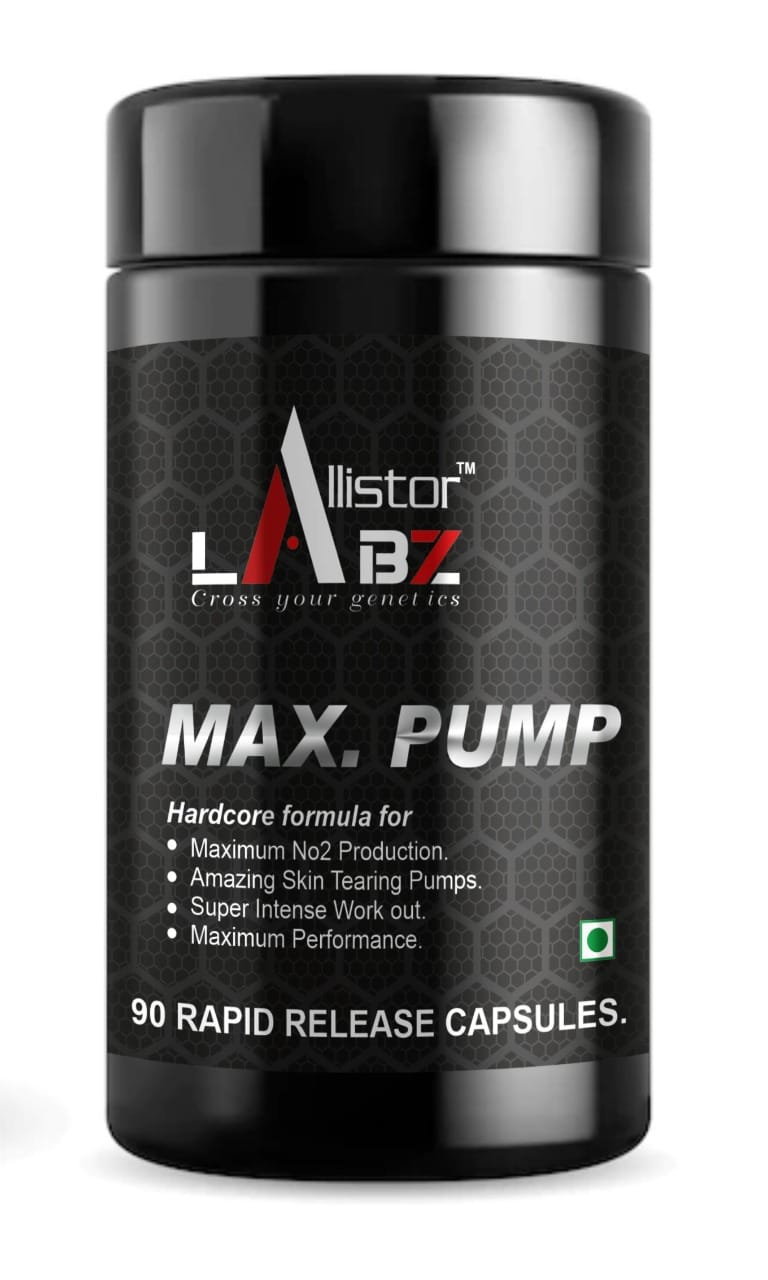 Allistor™
LABZ
Cross your genetics
MAX. PUMP
Hardcore formula for
• Maximum No2 Production.
• Amazing Skin Tearing Pumps.
• Super Intense Work out.
• Maximum Performance.
90 RAPID RELEASE CAPSULES.